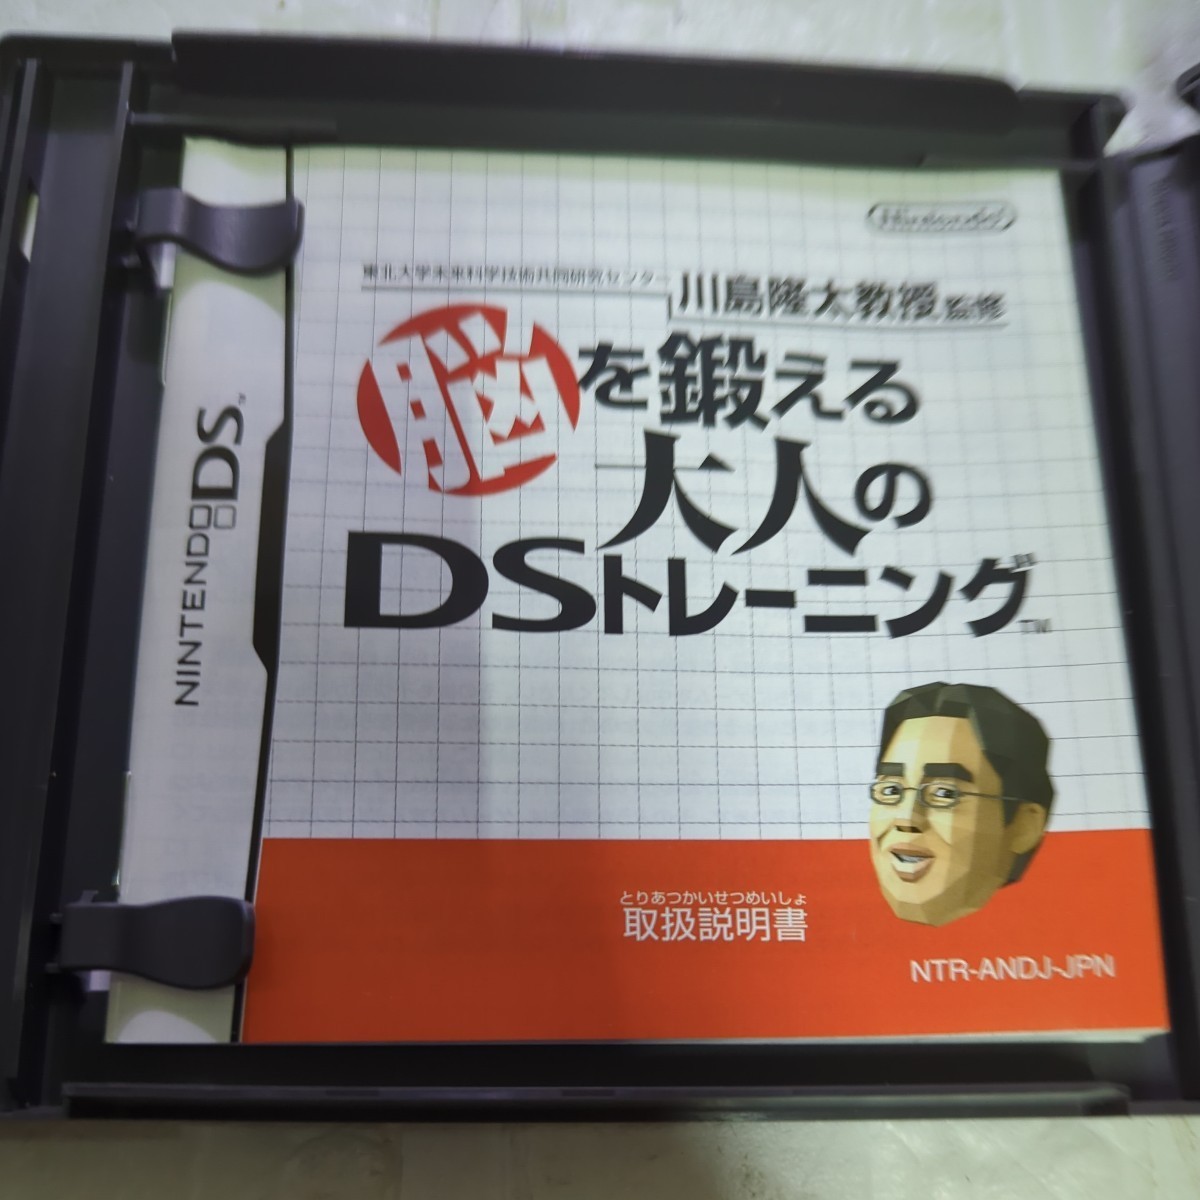 Nintendo
東北大学未来科学技術共同研究センター
川島隆太教授 監修
脳を鍛える
大人の
DSトレーニング™
とりあつかいせつめいしょ
取扱説明書
NTR-ANDJ-JPN
NINTENDO DS™